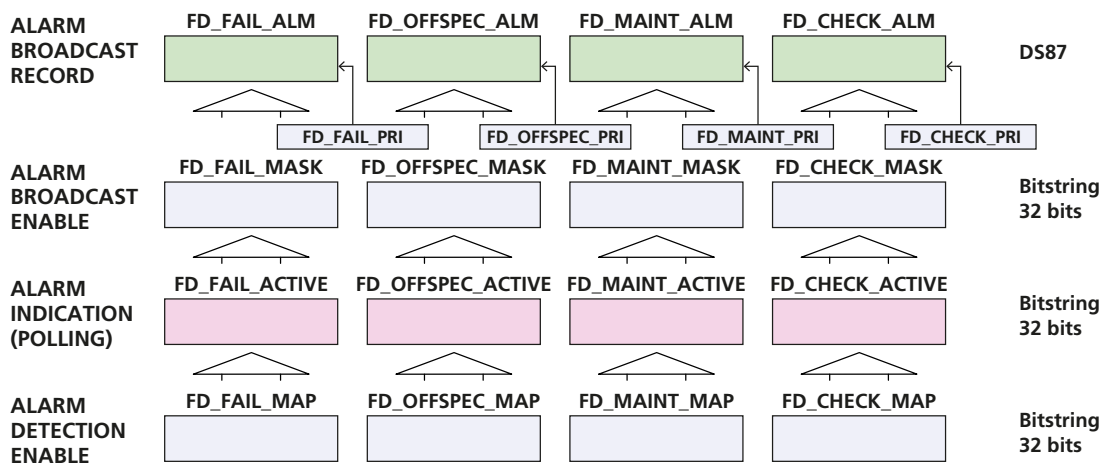 ALARM
BROADCAST
RECORD
FD_FAIL_ALM
FD_OFFSPEC_ALM
FD_MAINT_ALM
FD_CHECK_ALM
DS87
FD_FAIL_PRI
FD_OFFSPEC_PRI
FD_MAINT_PRI
FD_CHECK_PRI
ALARM
BROADCAST
ENABLE
FD_FAIL_MASK
FD_OFFSPEC_MASK
FD_MAINT_MASK
FD_CHECK_MASK
Bitstring
32 bits
ALARM
INDICATION
(POLLING)
FD_FAIL_ACTIVE
FD_OFFSPEC_ACTIVE
FD_MAINT_ACTIVE
FD_CHECK_ACTIVE
Bitstring
32 bits
ALARM
DETECTION
ENABLE
FD_FAIL_MAP
FD_OFFSPEC_MAP
FD_MAINT_MAP
FD_CHECK_MAP
Bitstring
32 bits